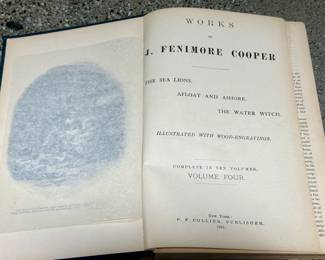 WORKS
OF
J. FENIMORE COOPER
THE SEA LIONS.
AFLOAT AND ASHORE.
THE WATER WITCH.
ILLUSTRATED WITH WOOD-ENGRAVINGS.
COMPLETE IN TEN VOLUMES.
VOLUME FOUR.
New York:
P. F. COLLIER, PUBLISHER.